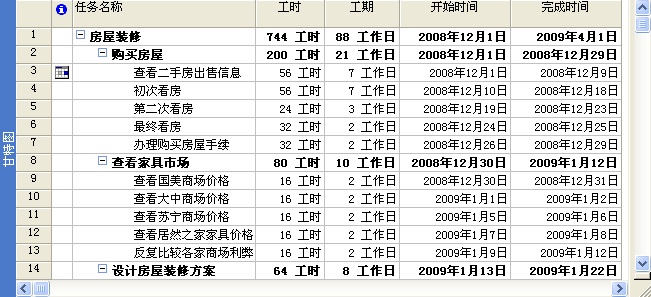 任务名称 工时 工期 开始时间 完成时间
1 房屋装修 744 工时 88 工作日 2008年12月1日 2009年4月1日
2 购买房屋 200 工时 21 工作日 2008年12月1日 2008年12月29日
3 查看二手房出售信息 56 工时 7 工作日 2008年12月1日 2008年12月9日
4 初次看房 56 工时 7 工作日 2008年12月10日 2008年12月18日
5 第二次看房 24 工时 3 工作日 2008年12月19日 2008年12月23日
6 最终看房 32 工时 2 工作日 2008年12月24日 2008年12月25日
7 办理购买房屋手续 32 工时 2 工作日 2008年12月26日 2008年12月29日
8 查看家具市场 80 工时 10 工作日 2008年12月30日 2009年1月12日
9 查看国美商场价格 16 工时 2 工作日 2008年12月30日 2008年12月31日
10 查看大中商场价格 16 工时 2 工作日 2009年1月1日 2009年1月2日
11 查看苏宁商场价格 16 工时 2 工作日 2009年1月5日 2009年1月6日
12 查看居然之家家具价格 16 工时 2 工作日 2009年1月7日 2009年1月8日
13 反复比较各家商场利弊 16 工时 2 工作日 2009年1月9日 2009年1月12日
14 设计房屋装修方案 64 工时 8 工作日 2009年1月13日 2009年1月22日
甘特图